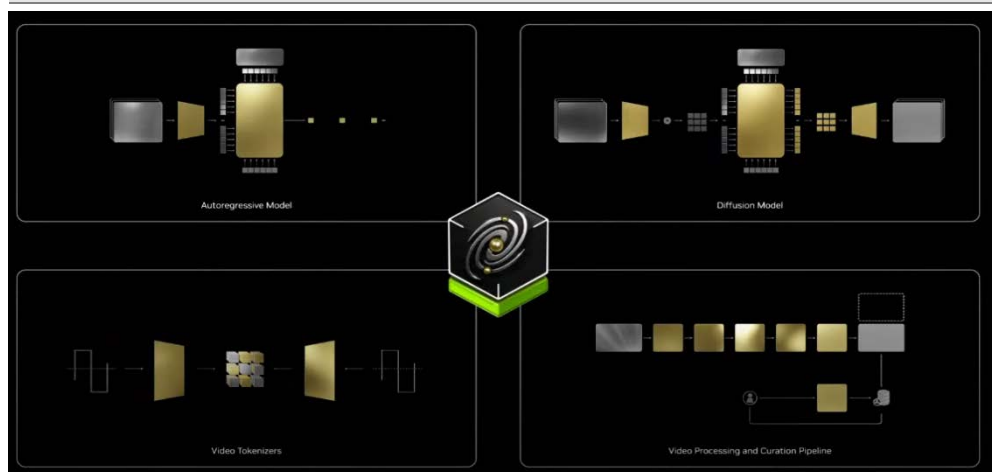 Autoregressive Model
Diffusion Model
Video Tokenizers
Video Processing and Curation Pipeline